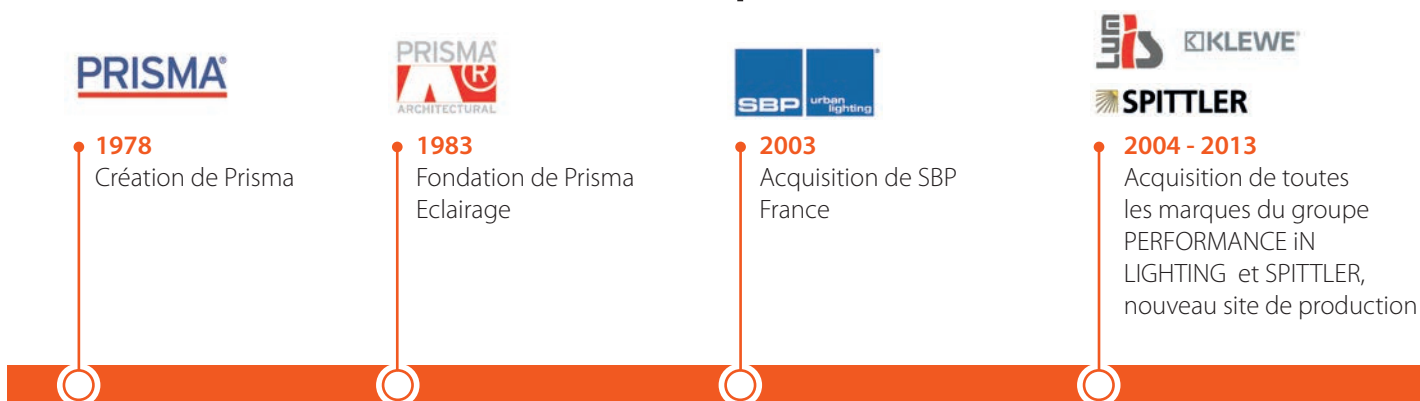 PRISMA®
1978
Création de Prisma
PRISMA®
R
ARCHITECTURAL
1983
Fondation de Prisma
Eclairage
SBP urban
lighting
2003
Acquisition de SBP
France
KLEWE
SPITTLER
2004 - 2013
Acquisition de toutes
les marques du groupe
PERFORMANCE iN
LIGHTING et SPITTLER,
nouveau site de production